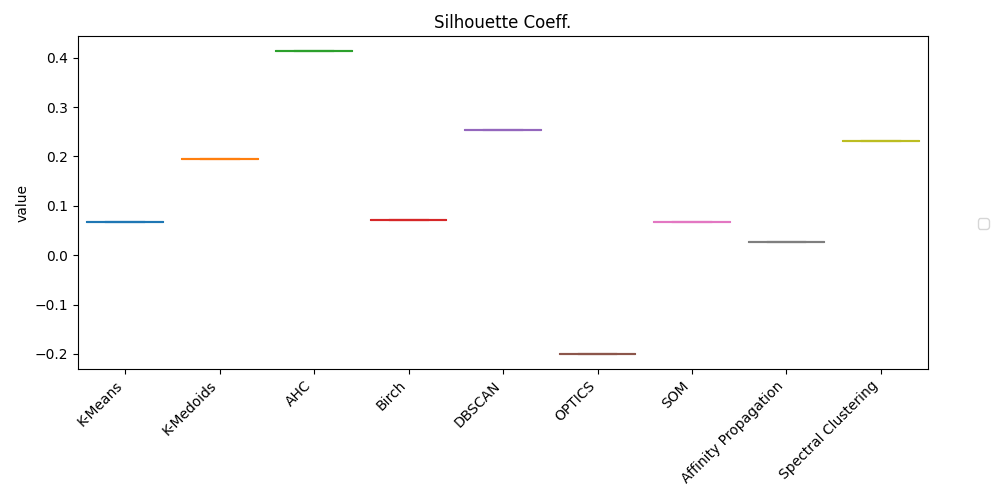 Silhouette Coeff.
value
0.4
0.3
0.2
0.1
0.0
−0.1
−0.2
K-Means
K-Medoids
AHC
Birch
DBSCAN
OPTICS
SOM
Affinity Propagation
Spectral Clustering